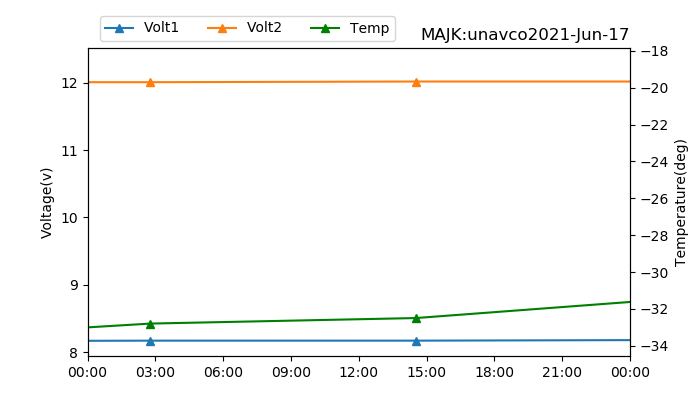 Volt1 Volt2 Temp
MAJK:unavco2021-Jun-17
Voltage(v)
12
11
10
9
8
00:00 03:00 06:00 09:00 12:00 15:00 18:00 21:00 00:00
−18
−20
−22
−24
−26
−28
−30
−32
−34
Temperature(deg)